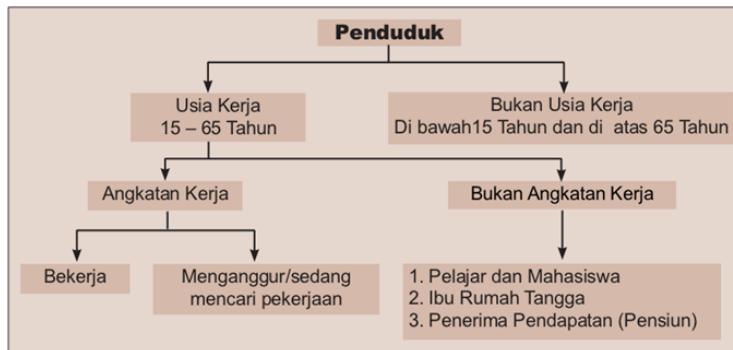 Penduduk
Usia Kerja
15 – 65 Tahun
Bukan Usia Kerja
Di bawah15 Tahun dan di atas 65 Tahun
Angkatan Kerja
Bukan Angkatan Kerja
Bekerja
Menganggur/sedang
mencari pekerjaan
1. Pelajar dan Mahasiswa
2. Ibu Rumah Tangga
3. Penerima Pendapatan (Pensiun)